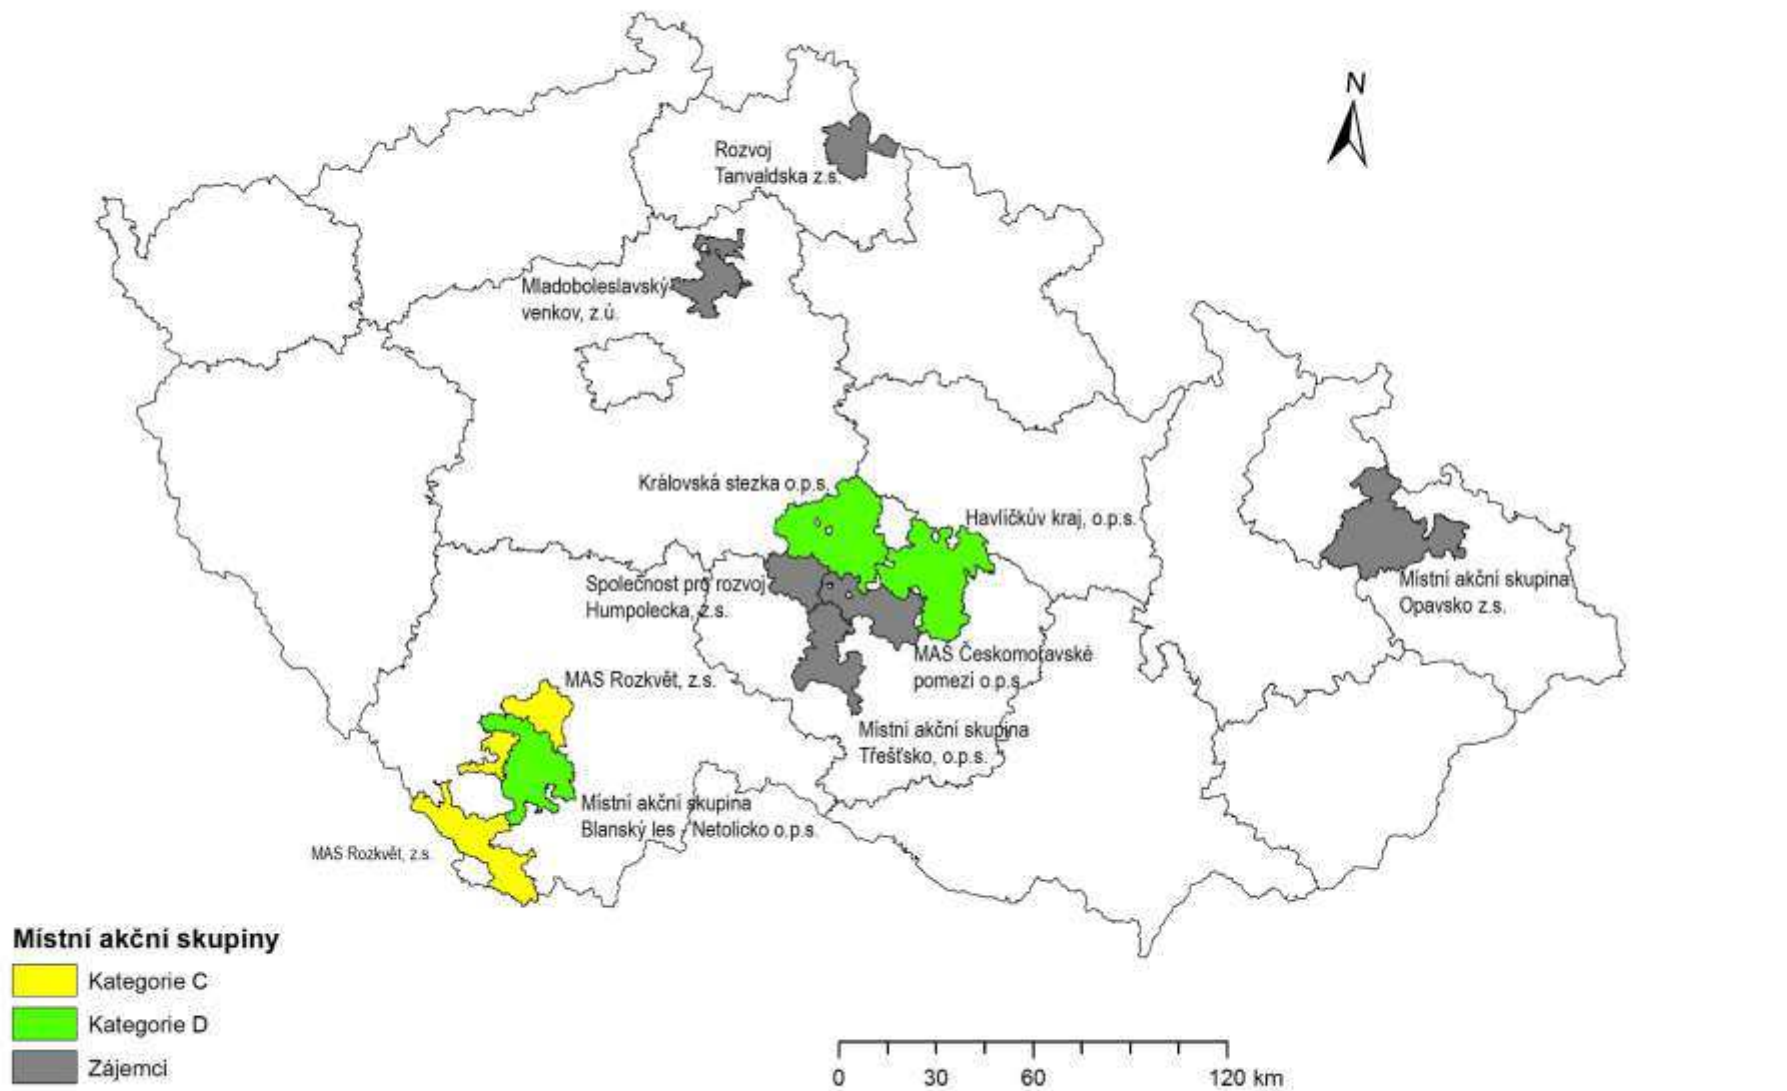 N
Rozvoj
Tanvaldska z.s.
Mladoboleslavský
venkov, z.ú.
Královská stezka o.p.s.
Havlíčkův kraj, o.p.s.
Společnost pro rozvoj
Humpolecka, z.s.
Místní akční skupina
Opavsko z.s.
MAS Českomoravské
pomezí o.p.s.
MAS Rozkvět, z.s.
Místní akční skupina
Třešťsko, o.p.s.
Místní akční skupina
Blanský les - Netolicko o.p.s.
MAS Rozkvět, z.s.
Místní akční skupiny
Kategorie C
Kategorie D
Zájemci
0 30 60 120 km